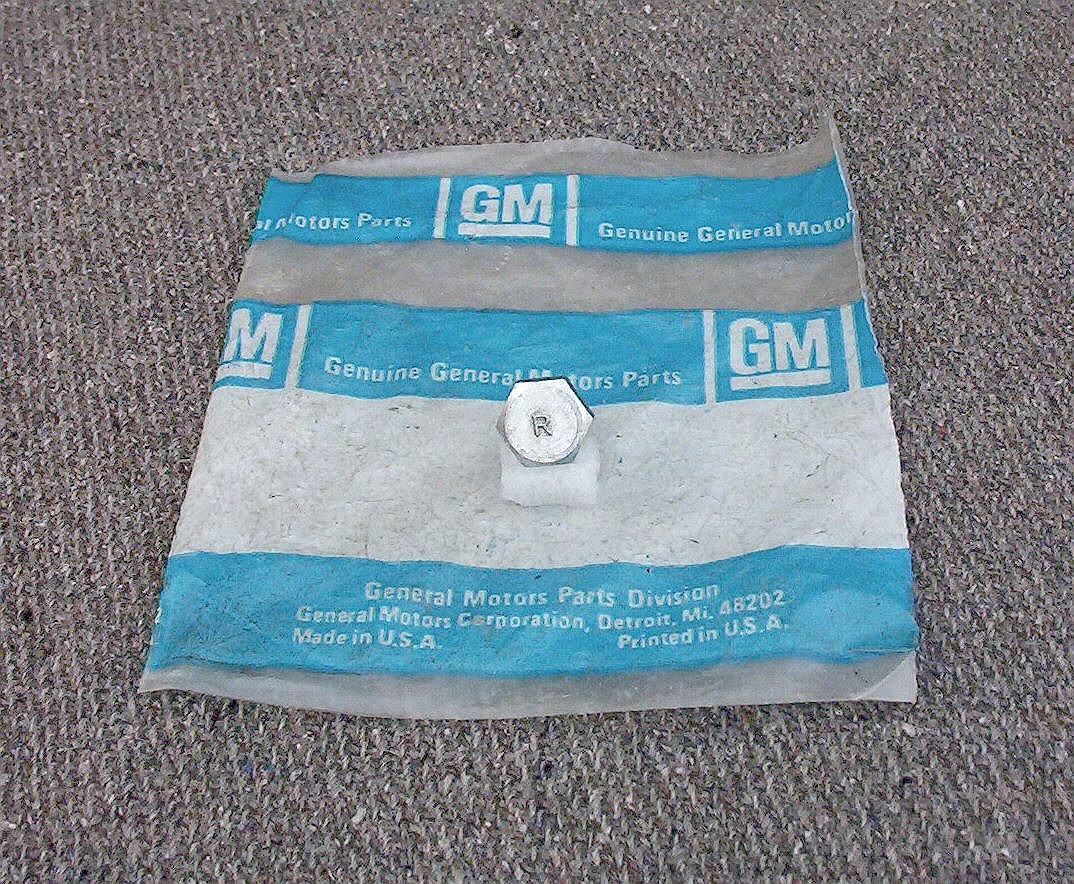 Motors Parts GM Genuine General Motor
GM Genuine General Motors Parts GM
R
General Motors Parts Division
General Motors Corporation, Detroit, Mi. 48202
Made in U.S.A. Printed in U.S.A.